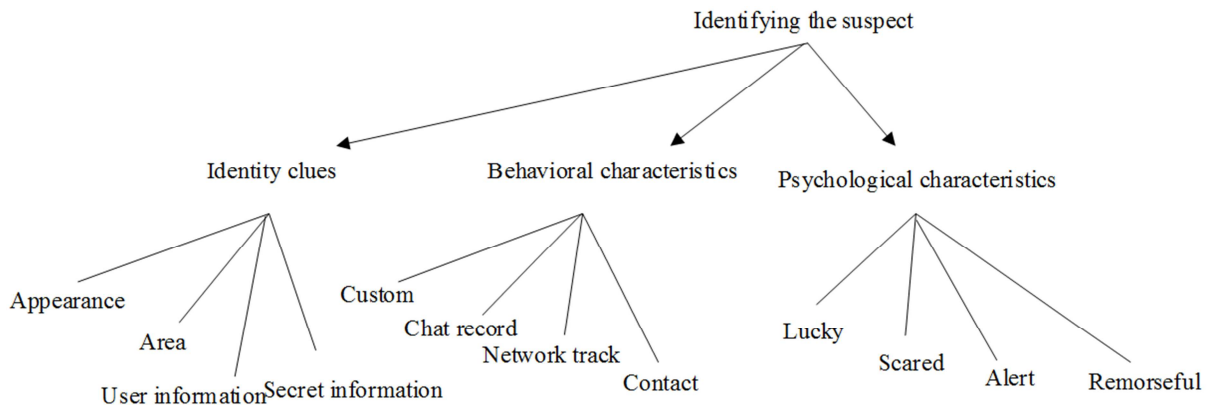 Identifying the suspect
Identity clues
Behavioral characteristics
Psychological characteristics
Appearance
Area
User information
Secret information
Custom
Chat record
Network track
Contact
Lucky
Scared
Alert
Remorseful